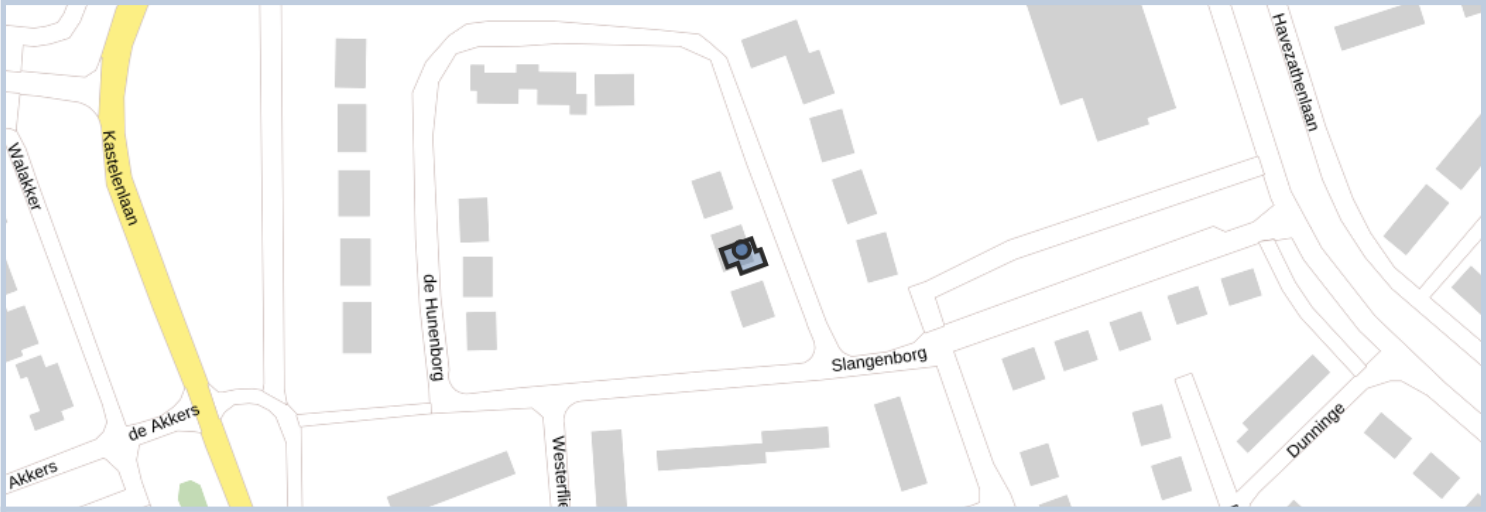 Havezathenlaan
Kastelenlaan
Walakker
de Hunenborg
Slangenborg
de Akkers
Dunninge
Westerflie
Akkers